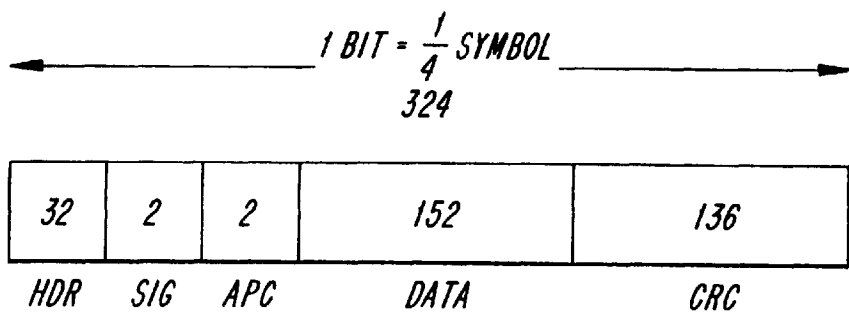 1 BIT = 1/4 SYMBOL
324
32 2 2 152 136
HDR SIG APC DATA CRC